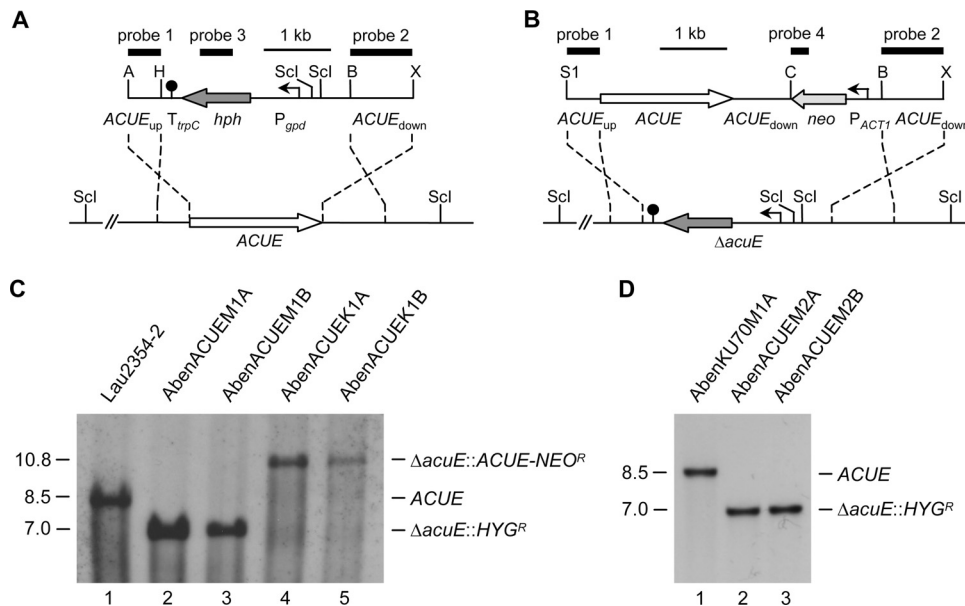 A
probe 1 probe 3 1 kb probe 2
A H ScI ScI B X
ACUEup TtrpC hph Pgpd ACUEdown
ScI ScI
ACUE
B
probe 1 1 kb probe 4 probe 2
S1 C B X
ACUEup ACUE ACUEdown neo PACT1 ACUEdown
ScI ScI ScI ScI
ΔacuE
C
Lau2354-2
AbenACUEM1A
AbenACUEM1B
AbenACUEK1A
AbenACUEK1B
10.8
8.5
7.0
ΔacuE::ACUE-NEOR
ACUE
ΔacuE::HYGR
1 2 3 4 5
D
AbenKU70M1A
AbenACUEM2A
AbenACUEM2B
8.5
7.0
ACUE
ΔacuE::HYGR
1 2 3